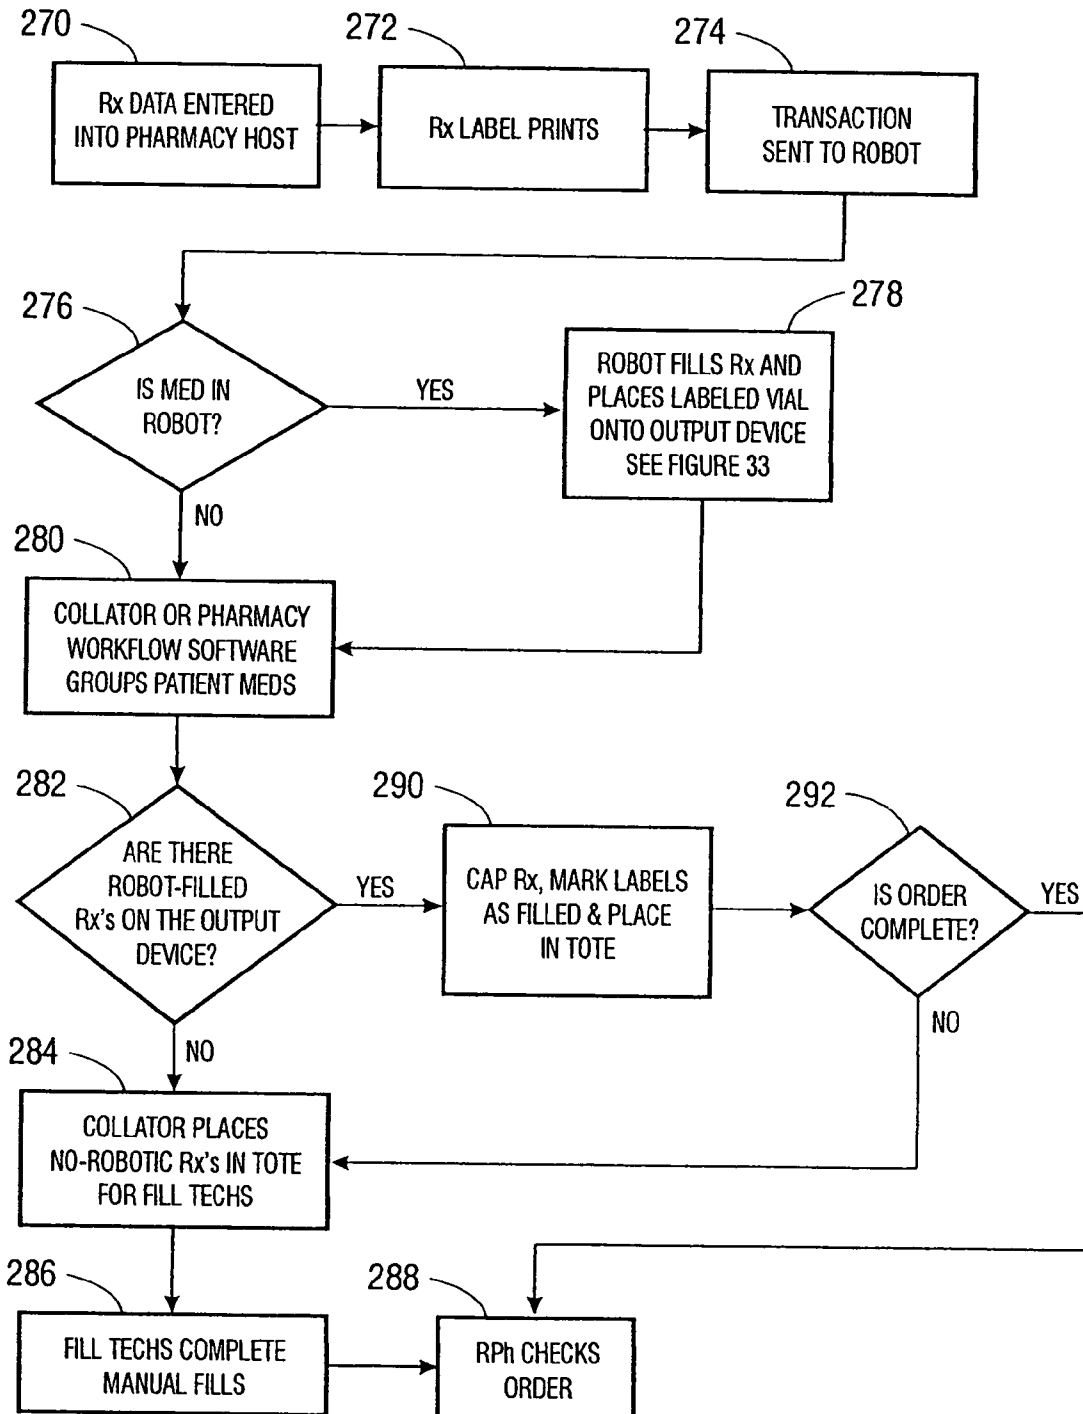 270
Rx DATA ENTERED
INTO PHARMACY HOST
272
Rx LABEL PRINTS
274
TRANSACTION
SENT TO ROBOT
276
IS MED IN
ROBOT?
YES
NO
278
ROBOT FILLS Rx AND
PLACES LABELED VIAL
ONTO OUTPUT DEVICE
SEE FIGURE 33
280
COLLATOR OR PHARMACY
WORKFLOW SOFTWARE
GROUPS PATIENT MEDS
282
ARE THERE
ROBOT-FILLED
Rx'S ON THE OUTPUT
DEVICE?
YES
NO
290
CAP Rx, MARK LABELS
AS FILLED & PLACE
IN TOTE
292
IS ORDER
COMPLETE?
YES
NO
284
COLLATOR PLACES
NO-ROBOTIC Rx'S IN TOTE
FOR FILL TECHS
286
FILL TECHS COMPLETE
MANUAL FILLS
288
RPh CHECKS
ORDER